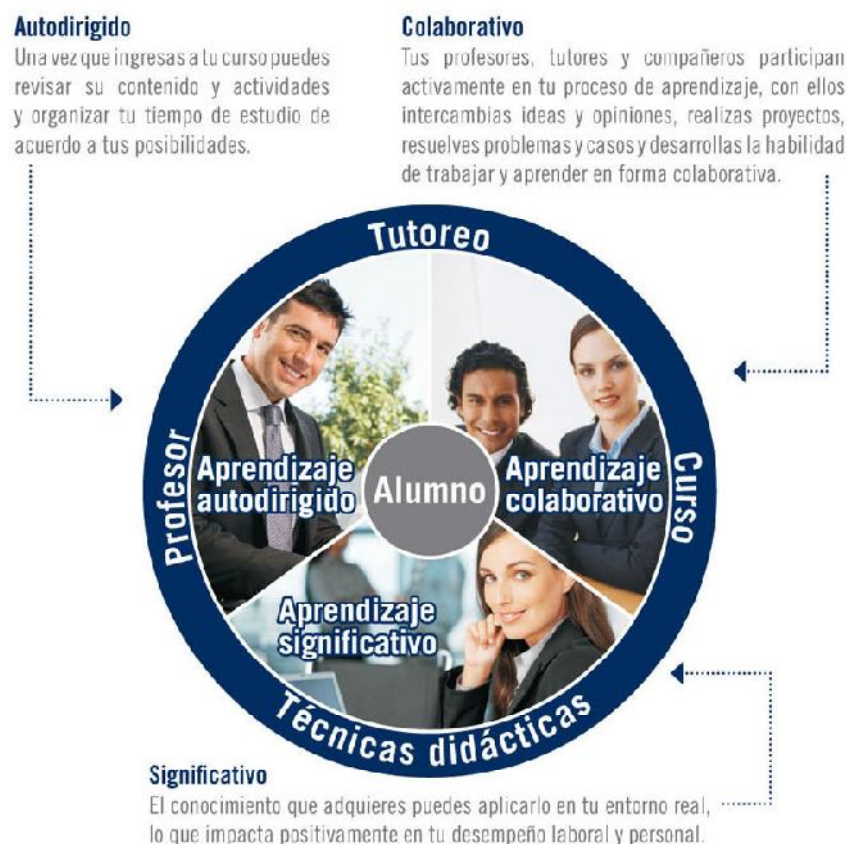 Autodirigido
Una vez que ingresas a tu curso puedes
revisar su contenido y actividades
y organizar tu tiempo de estudio de
acuerdo a tus posibilidades.
Colaborativo
Tus profesores, tutores y compañeros participan
activamente en tu proceso de aprendizaje, con ellos
intercambias ideas y opiniones, realizas proyectos,
resuelves problemas y casos y desarrollas la habilidad
de trabajar y aprender en forma colaborativa.
Tutoreo
Profesor
Aprendizaje
autodirigido
Alumno
Aprendizaje
colaborativo
Curso
Aprendizaje
significativo
Técnicas didácticas
Significativo
El conocimiento que adquieres puedes aplicarlo en tu entorno real,
lo que impacta positivamente en tu desempeño laboral y personal.